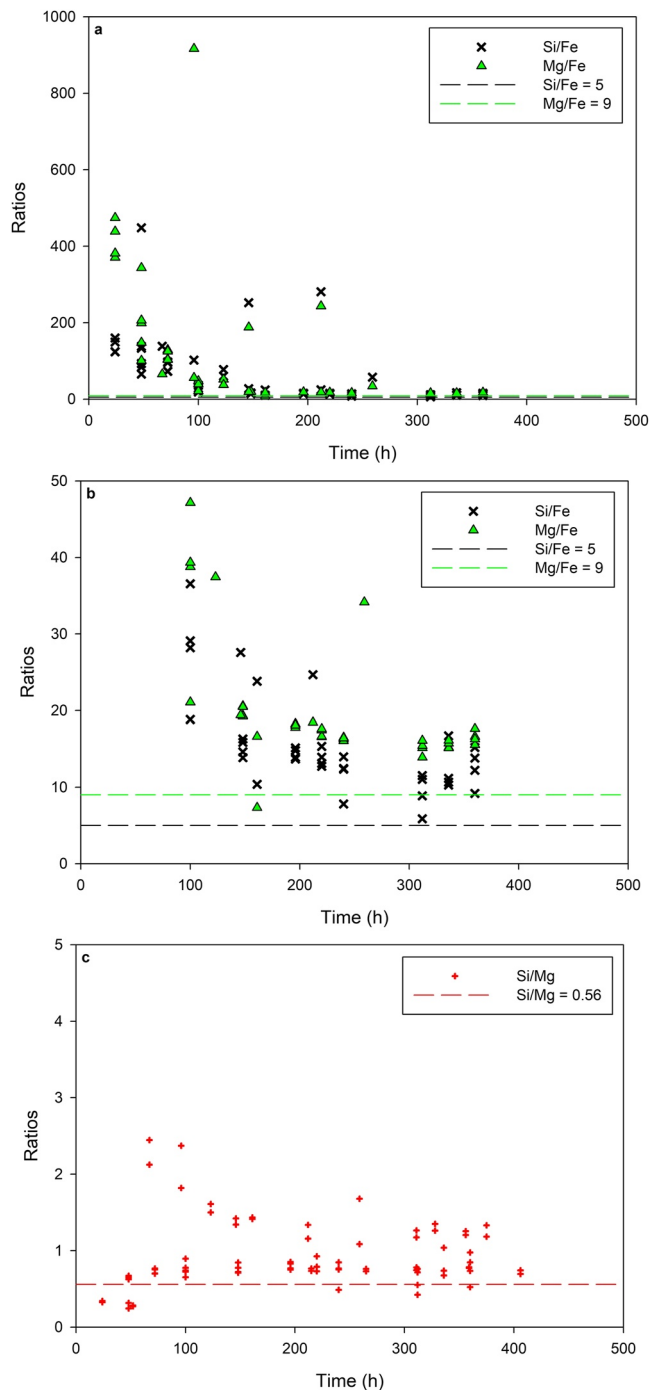 a
1000
Si/Fe
Mg/Fe
Si/Fe = 5
Mg/Fe = 9
800
600
400
200
0
Ratios
0 100 200 300 400 500
Time (h)
b
50
Si/Fe
Mg/Fe
Si/Fe = 5
Mg/Fe = 9
40
30
20
10
0
Ratios
0 100 200 300 400 500
Time (h)
c
5
Si/Mg
Si/Mg = 0.56
4
3
2
1
0
Ratios
0 100 200 300 400 500
Time (h)